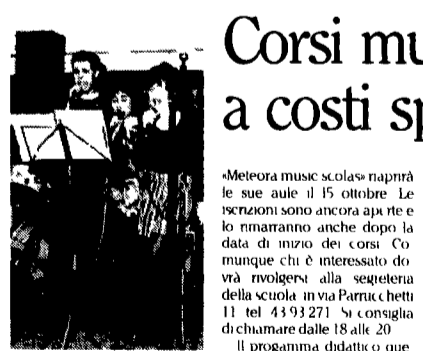 Corsi mu
a costi sp
«Meteora music scolas» riaprirà
le sue aule il 15 ottobre Le
iscrizioni sono ancora aperte e
lo rimarranno anche dopo la
data di inizio dei corsi Co
munque chi è interessato do
vrà rivolgersi alla segreteria
della scuola in via Parrucchetti
11 tel 43 93 271 Si consiglia
di chiamare dalle 18 alle 20
Il progamma didattico que